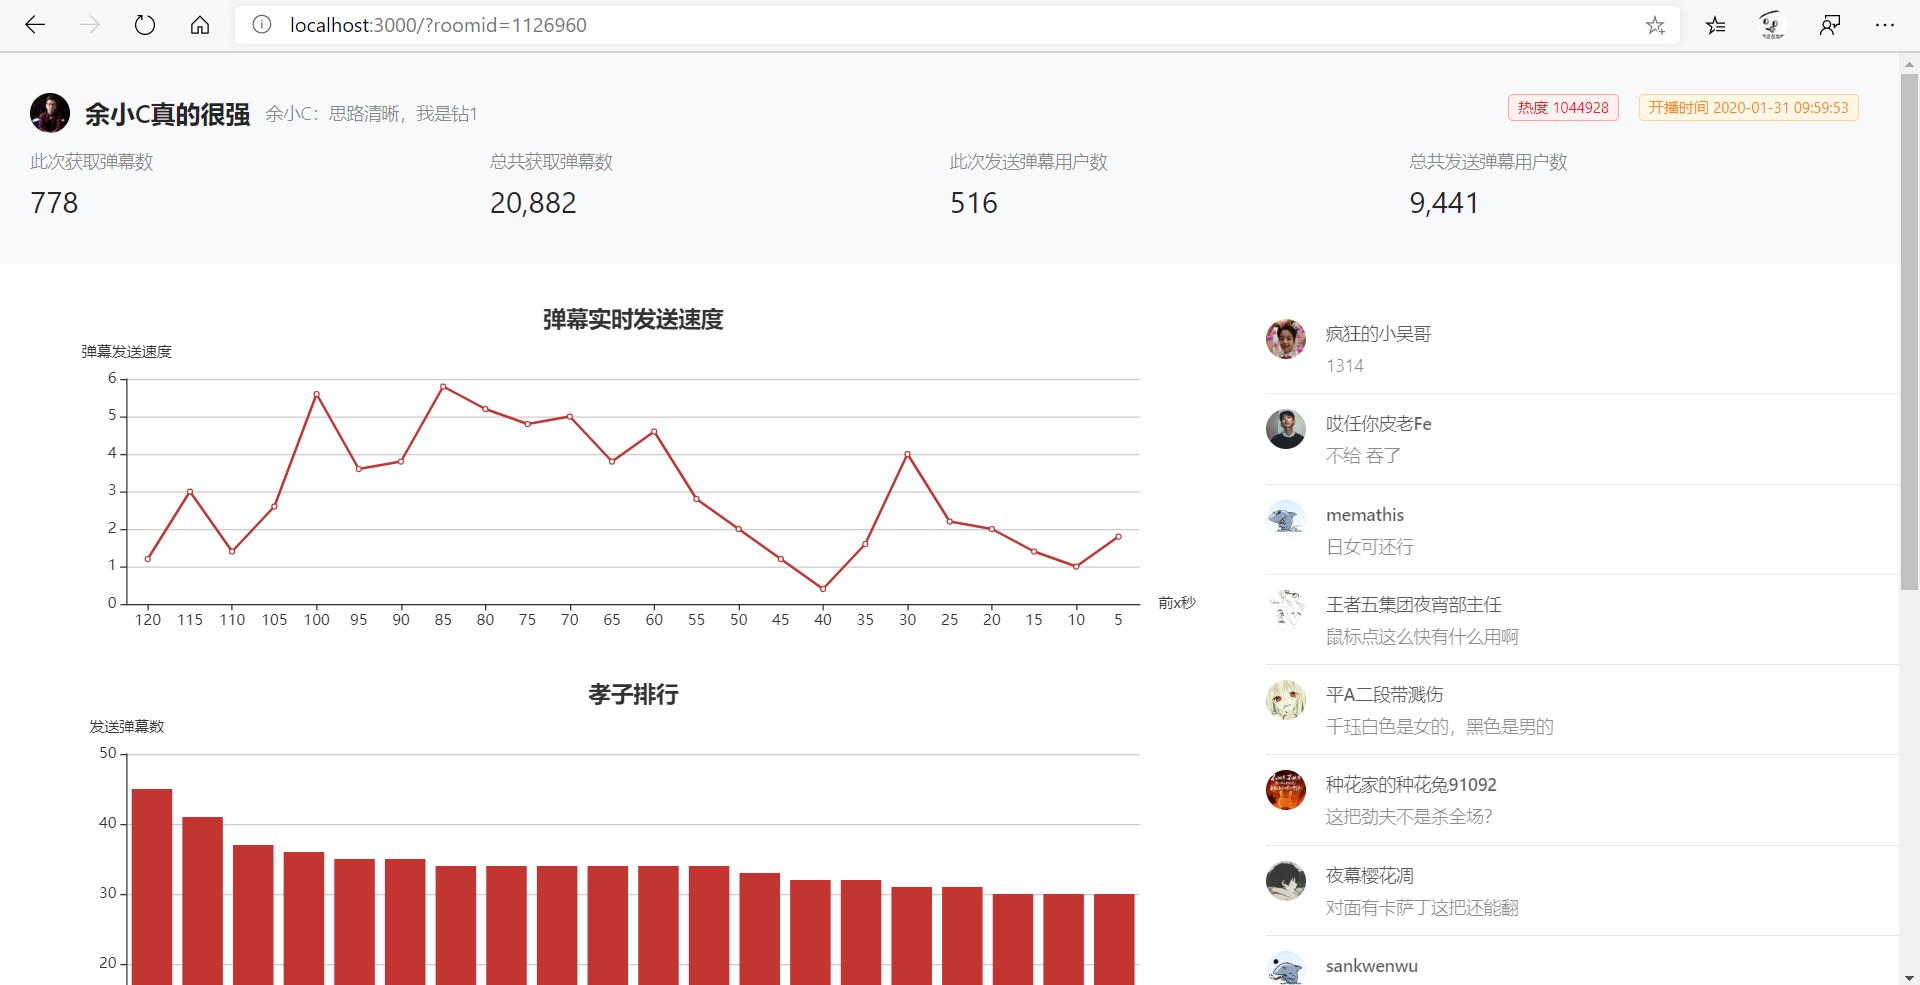 localhost:3000/?roomid=1126960
余小C真的很强 余小C：思路清晰，我是钻1
热度 1044928 开播时间 2020-01-31 09:59:53
此次获取弹幕数 总共获取弹幕数 此次发送弹幕用户数 总共发送弹幕用户数
778 20,882 516 9,441
弹幕实时发送速度
弹幕发送速度
6
5
4
3
2
1
0
120 115 110 105 100 95 90 85 80 75 70 65 60 55 50 45 40 35 30 25 20 15 10 5
前x秒
孝子排行
发送弹幕数
50
40
30
20
疯狂的小吴哥
1314
哎任你皮老Fe
不给 吞了
memathis
日女可还行
王者五集团夜宵部主任
鼠标点这么快有什么用啊
平A二段带溅伤
千珏白色是女的，黑色是男的
种花家的种花兔91092
这把劲夫不是杀全场？
夜幕樱花凋
对面有卡萨丁这把还能翻
sankwenwu